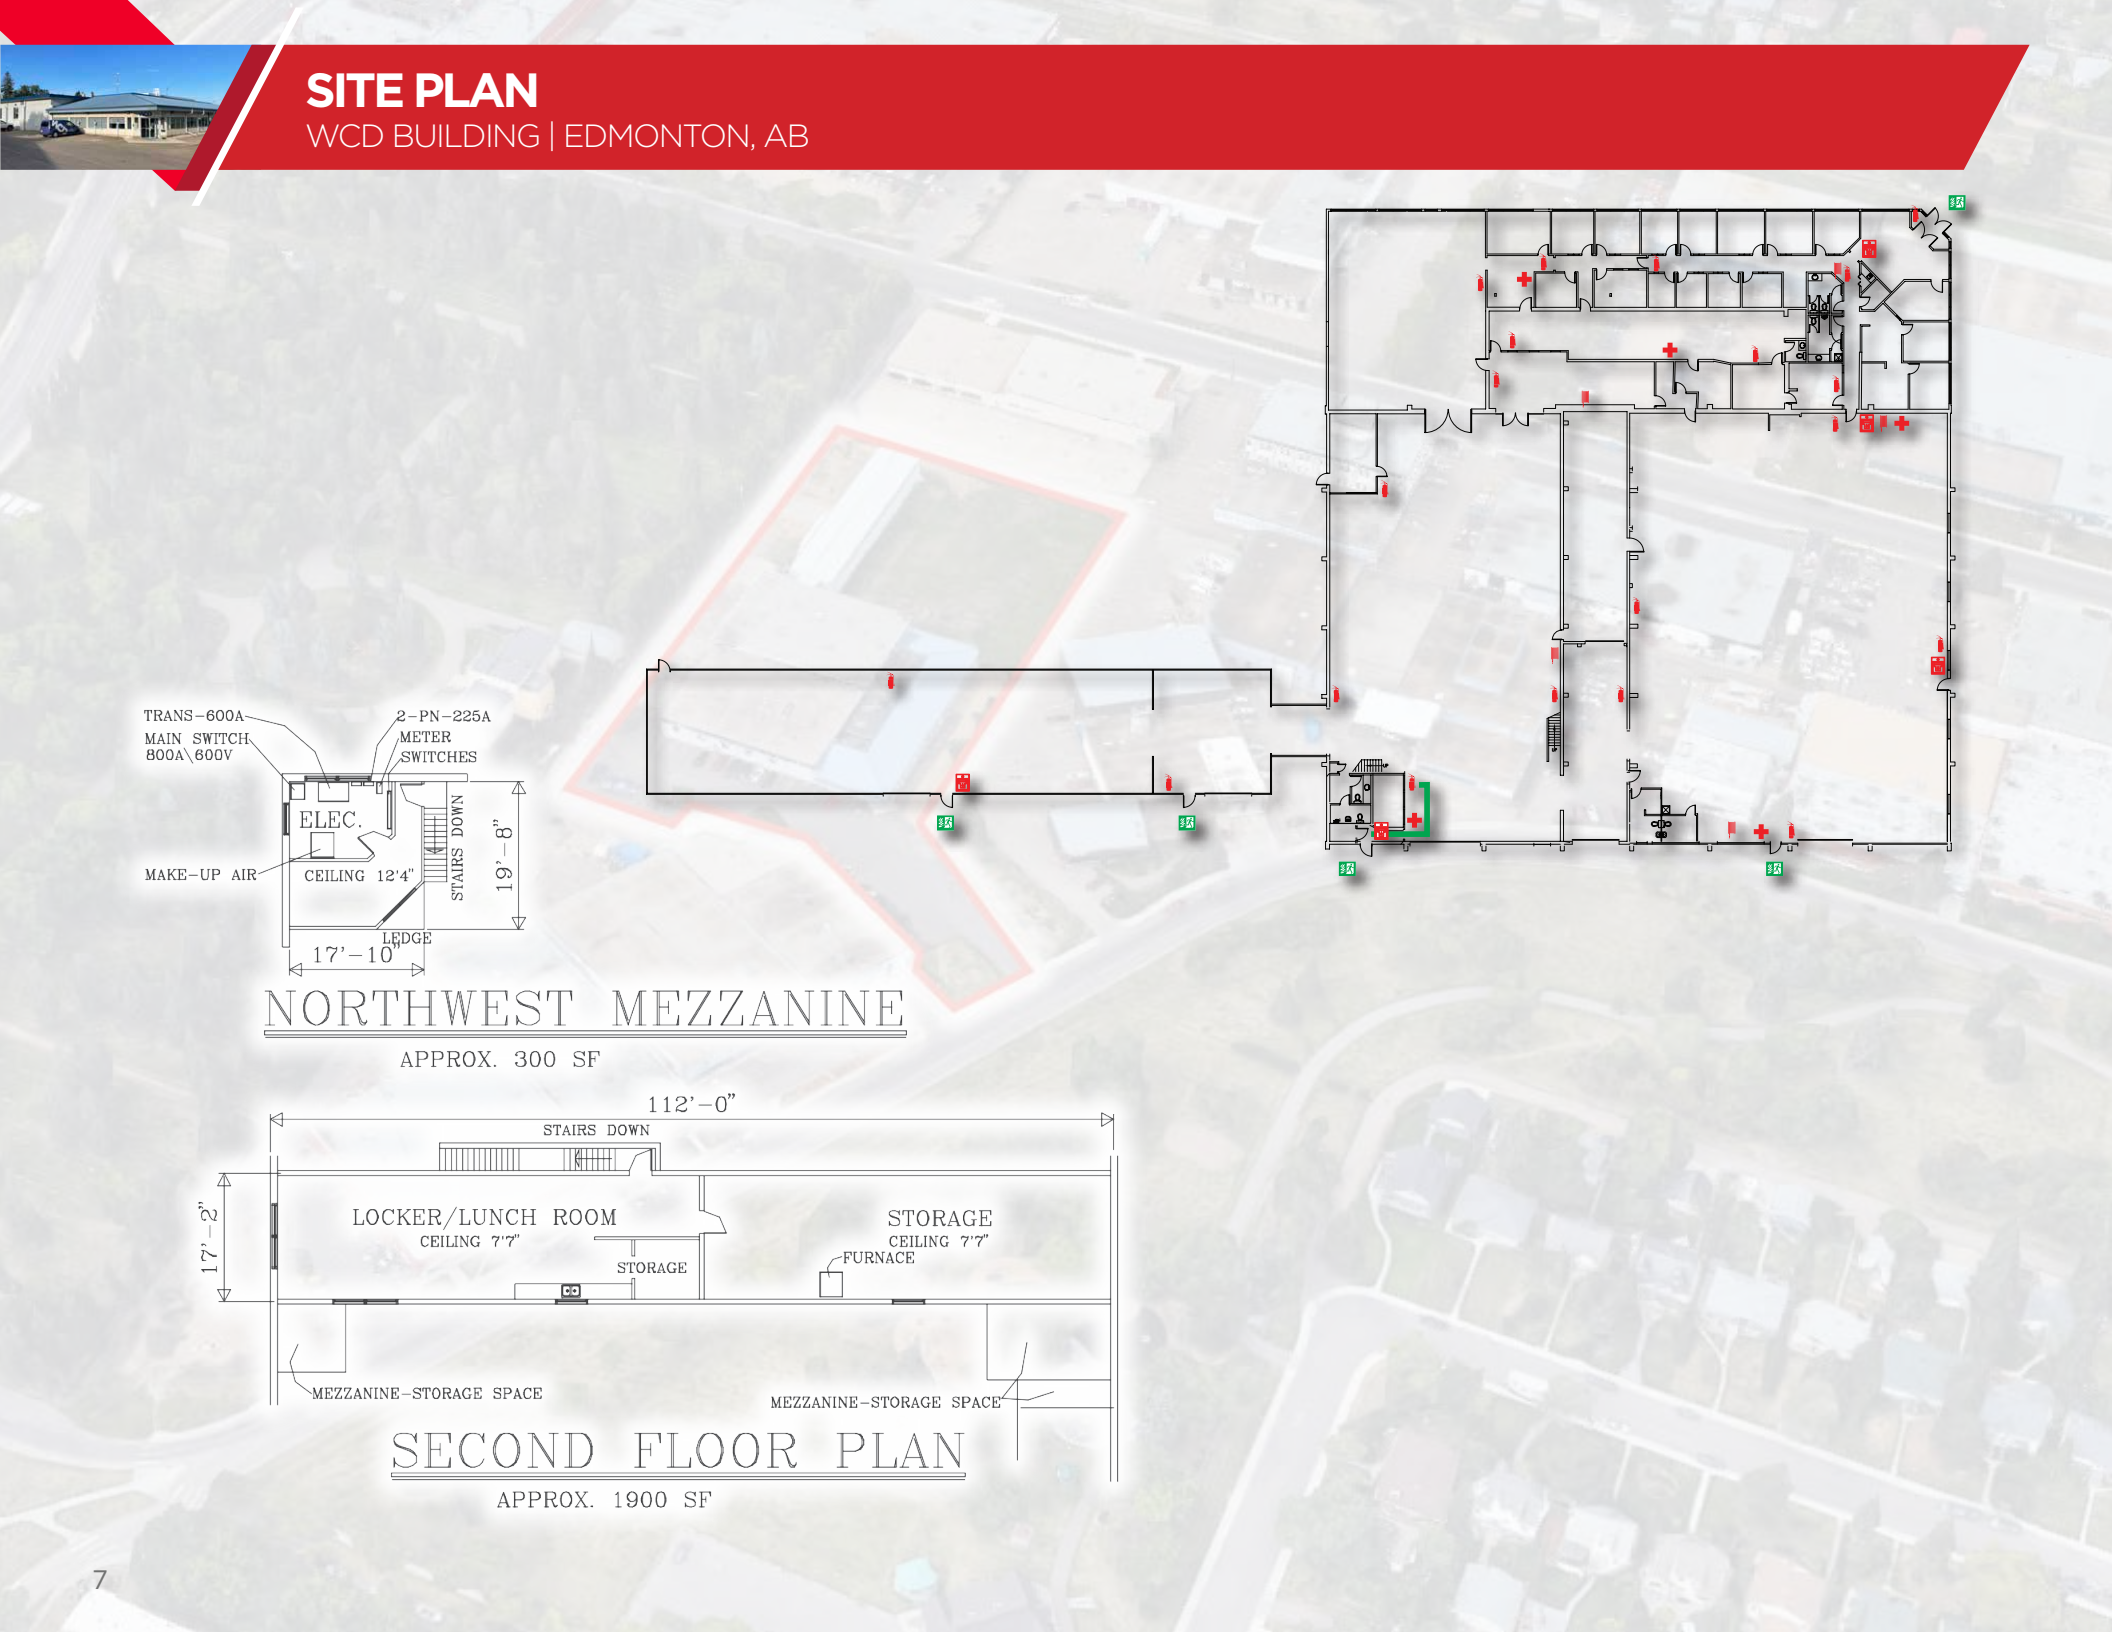 SITE PLAN
WCD BUILDING | EDMONTON, AB
TRANS-600A
2-PN-225A
MAIN SWITCH
800A\600V
METER
SWITCHES
ELEC.
STAIRS DOWN
19'-8"
MAKE-UP AIR
CEILING 12'4"
LEDGE
17'-10"
NORTHWEST MEZZANINE
APPROX. 300 SF
112'-0"
STAIRS DOWN
17'-2"
LOCKER/LUNCH ROOM
CEILING 7'7"
STORAGE
STORAGE
CEILING 7'7"
FURNACE
MEZZANINE-STORAGE SPACE
MEZZANINE-STORAGE SPACE
SECOND FLOOR PLAN
APPROX. 1900 SF
7